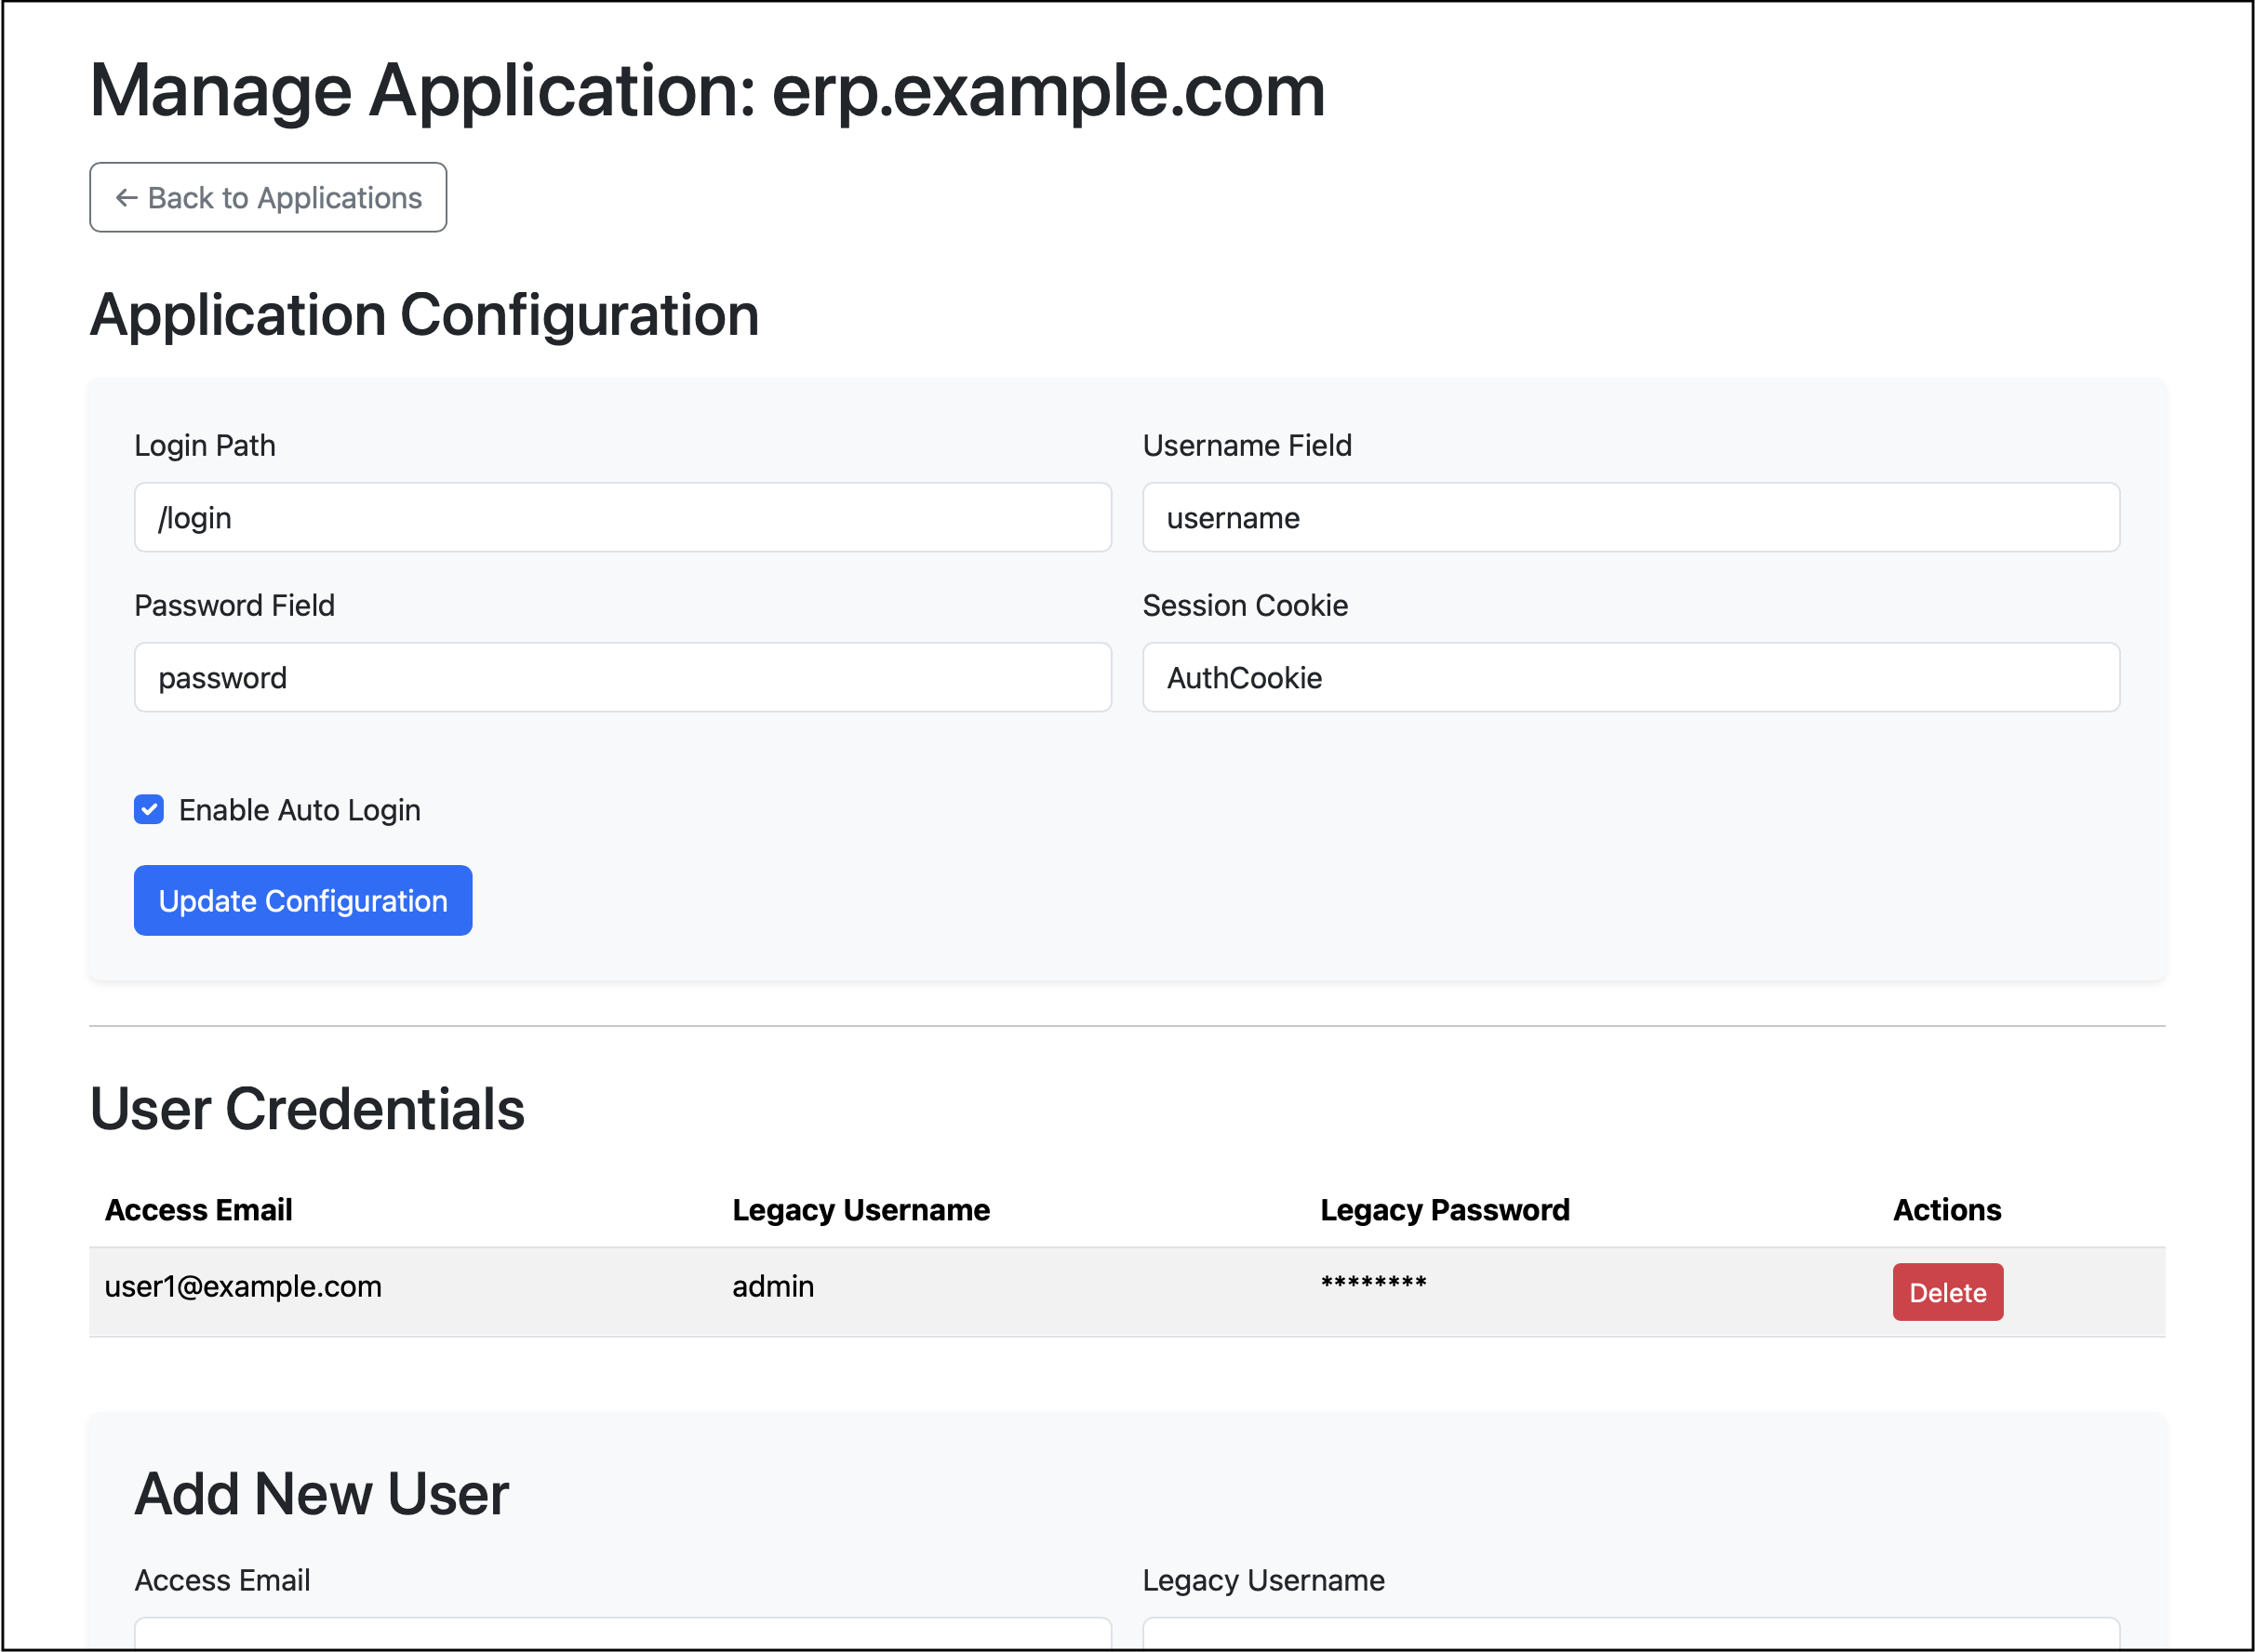 Manage Application: erp.example.com
← Back to Applications
Application Configuration
Login Path
Username Field
/login
username
Password Field
Session Cookie
password
AuthCookie
Enable Auto Login
Update Configuration
User Credentials
Access Email Legacy Username Legacy Password Actions
user1@example.com admin ******** Delete
Add New User
Access Email
Legacy Username